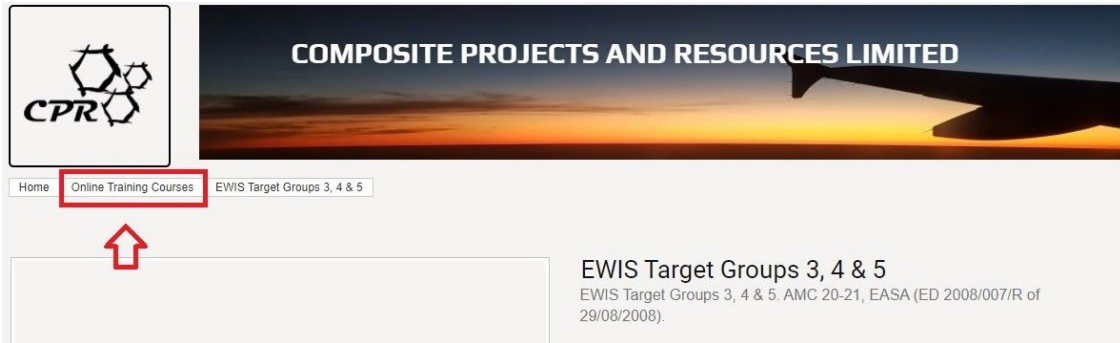 COMPOSITE PROJECTS AND RESOURCES LIMITED
CPR
Home
Online Training Courses
EWIS Target Groups 3, 4 & 5
EWIS Target Groups 3, 4 & 5
EWIS Target Groups 3, 4 & 5. AMC 20-21, EASA (ED 2008/007/R of
29/08/2008).